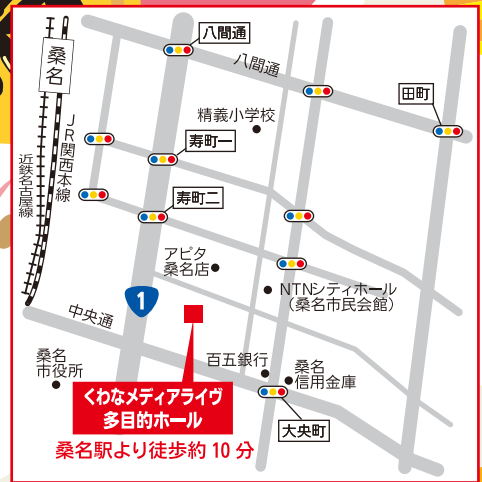 八間通
八間通
桑名
田町
精義小学校
JR関西本線
近鉄名古屋線
寿町一
寿町二
アピタ
桑名店
NTNシティホール
(桑名市民会館)
1
中央通
桑名
市役所
百五銀行
桑名
信用金庫
くわなメディアライヴ
多目的ホール
大央町
桑名駅より徒歩約10分